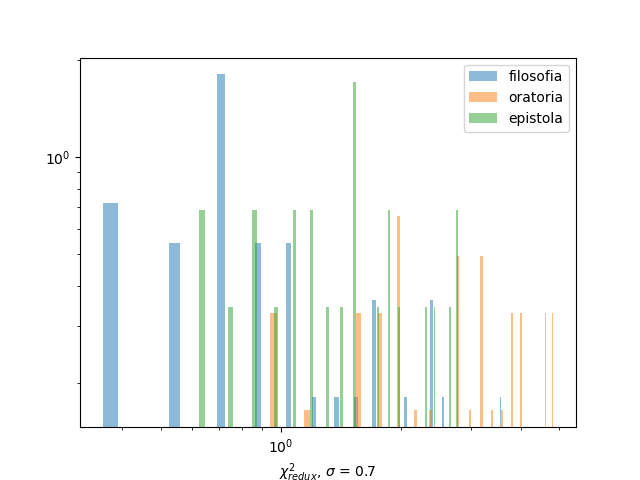 filosofia
oratoria
epistola
10⁰
10⁰
χ²redux, σ = 0.7